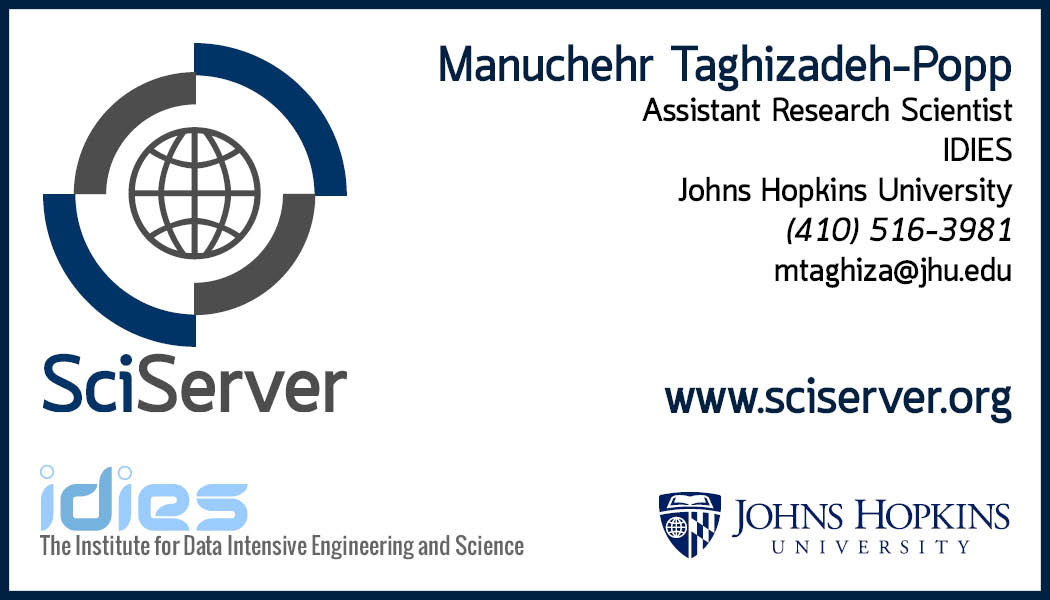 Manuchehr Taghizadeh-Popp
Assistant Research Scientist
IDIES
Johns Hopkins University
(410) 516-3981
mtaghiza@jhu.edu
SciServer
www.sciserver.org
idies
The Institute for Data Intensive Engineering and Science
JOHNS HOPKINS
UNIVERSITY